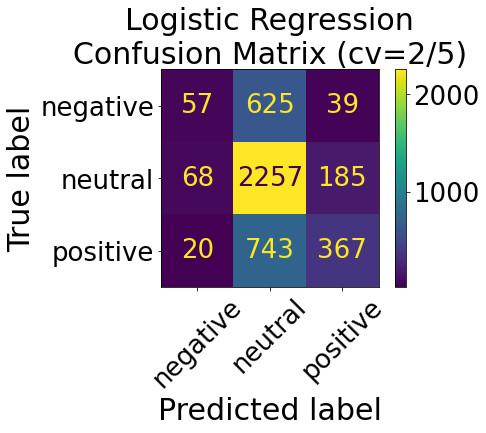 Logistic Regression
Confusion Matrix (cv=2/5)
True label
negative 57 625 39
neutral 68 2257 185
positive 20 743 367
2000
1000
negative neutral positive
Predicted label